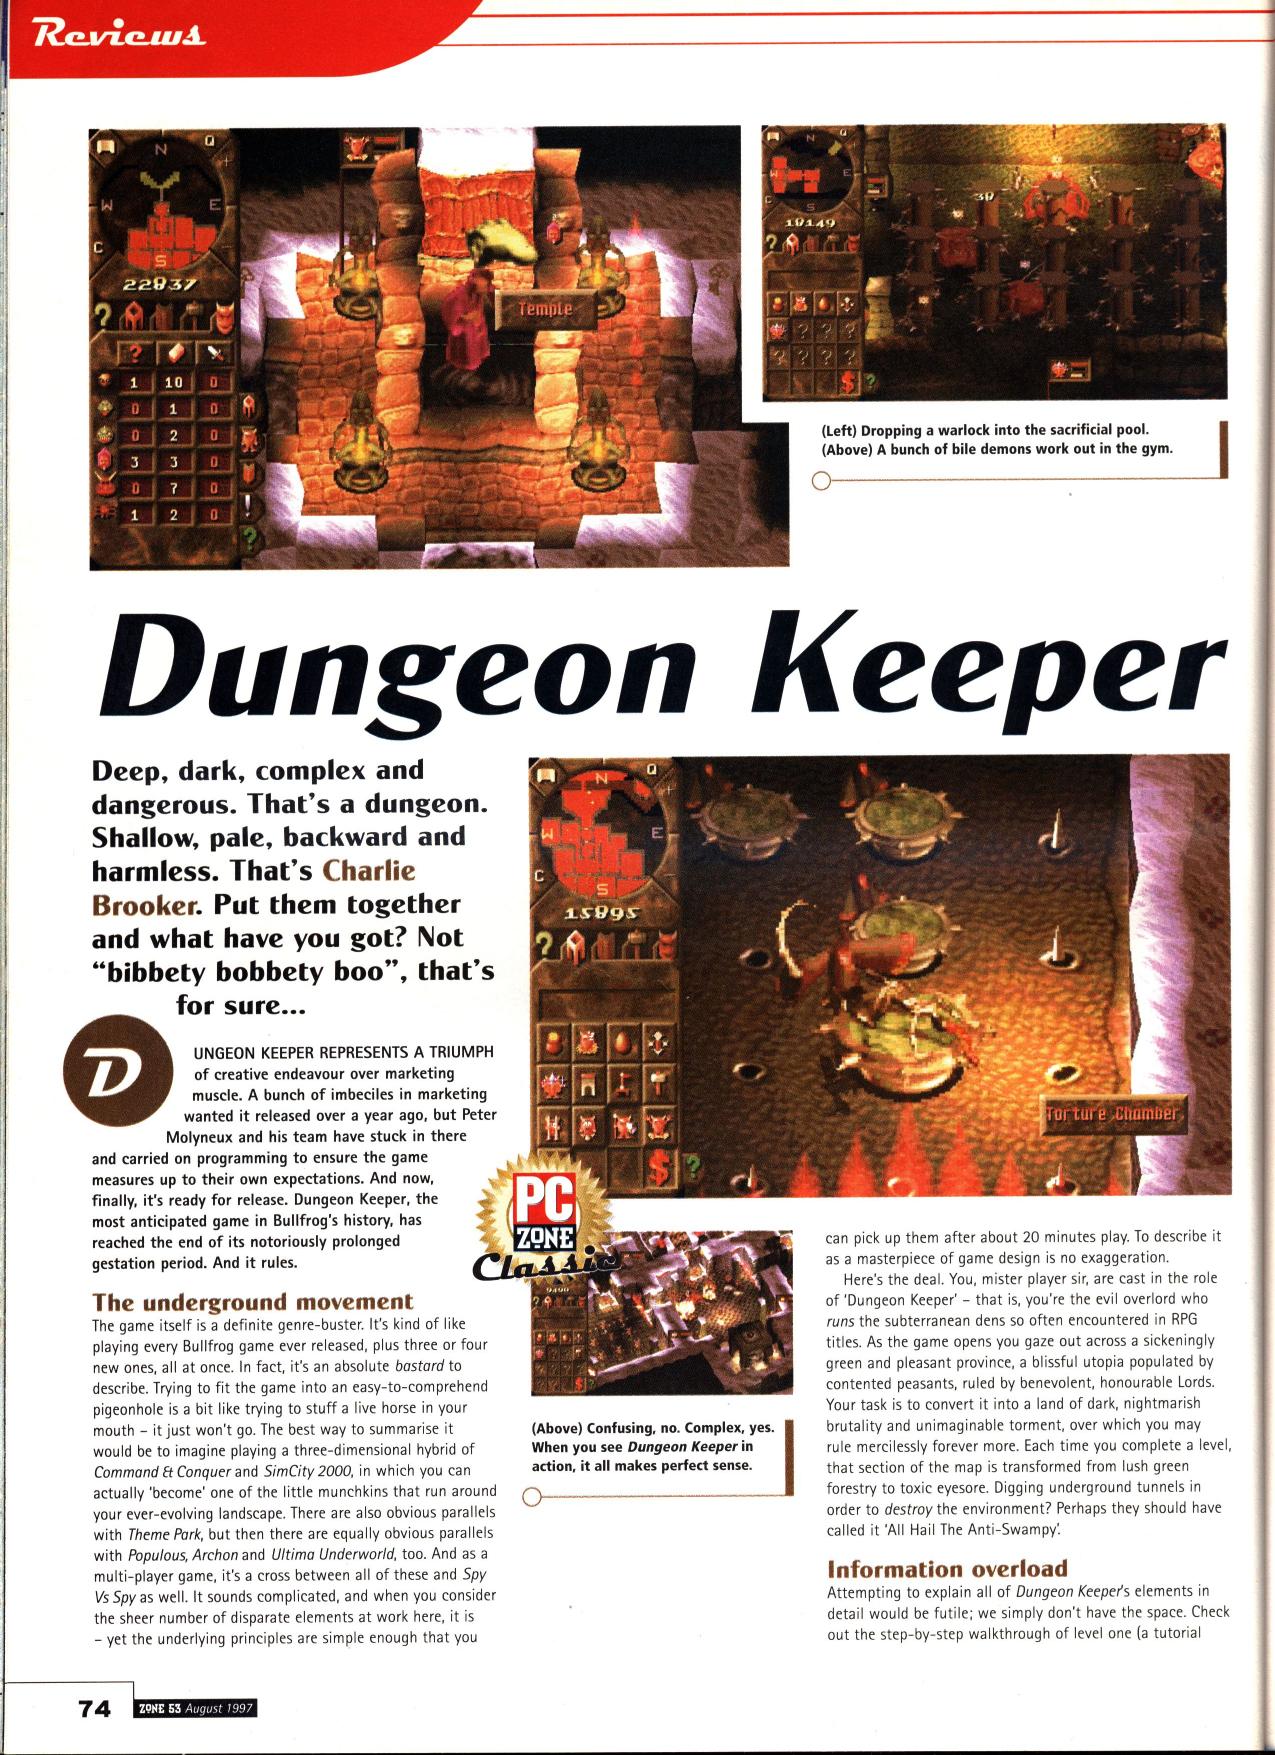 Reviews
N
Q
W
E
C
S
22837
?
?
1 10 0
0 1 0
0 2 0
3 3 0
0 7 0
1 2 0
!
?
Temple
N
Q
W
E
C
S
18149
?
30
? ? ?
? ? ? ?
$ ?
(Left) Dropping a warlock into the sacrificial pool.
(Above) A bunch of bile demons work out in the gym.
Dungeon Keeper
Deep, dark, complex and
dangerous. That's a dungeon.
Shallow, pale, backward and
harmless. That's Charlie
Brooker. Put them together
and what have you got? Not
“bibbety bobbety boo”, that's
for sure...
N
Q
W
E
C
S
15895
?
$ ?
Torture Chamber
DUNGEON KEEPER REPRESENTS A TRIUMPH
of creative endeavour over marketing
muscle. A bunch of imbeciles in marketing
wanted it released over a year ago, but Peter
Molyneux and his team have stuck in there
and carried on programming to ensure the game
measures up to their own expectations. And now,
finally, it's ready for release. Dungeon Keeper, the
most anticipated game in Bullfrog's history, has
reached the end of its notoriously prolonged
gestation period. And it rules.
The underground movement
The game itself is a definite genre-buster. It's kind of like
playing every Bullfrog game ever released, plus three or four
new ones, all at once. In fact, it's an absolute bastard to
describe. Trying to fit the game into an easy-to-comprehend
pigeonhole is a bit like trying to stuff a live horse in your
mouth – it just won't go. The best way to summarise it
would be to imagine playing a three-dimensional hybrid of
Command & Conquer and SimCity 2000, in which you can
actually 'become' one of the little munchkins that run around
your ever-evolving landscape. There are also obvious parallels
with Theme Park, but then there are equally obvious parallels
with Populous, Archon and Ultima Underworld, too. And as a
multi-player game, it's a cross between all of these and Spy
Vs Spy as well. It sounds complicated, and when you consider
the sheer number of disparate elements at work here, it is
– yet the underlying principles are simple enough that you
PC
ZONE
Classic
(Above) Confusing, no. Complex, yes.
When you see Dungeon Keeper in
action, it all makes perfect sense.
can pick up them after about 20 minutes play. To describe it
as a masterpiece of game design is no exaggeration.
Here's the deal. You, mister player sir, are cast in the role
of 'Dungeon Keeper' – that is, you're the evil overlord who
runs the subterranean dens so often encountered in RPG
titles. As the game opens you gaze out across a sickeningly
green and pleasant province, a blissful utopia populated by
contented peasants, ruled by benevolent, honourable Lords.
Your task is to convert it into a land of dark, nightmarish
brutality and unimaginable torment, over which you may
rule mercilessly forever more. Each time you complete a level,
that section of the map is transformed from lush green
forestry to toxic eyesore. Digging underground tunnels in
order to destroy the environment? Perhaps they should have
called it 'All Hail The Anti-Swampy'.
Information overload
Attempting to explain all of Dungeon Keeper's elements in
detail would be futile; we simply don't have the space. Check
out the step-by-step walkthrough of level one (a tutorial
74 ZONE 53 August 1997